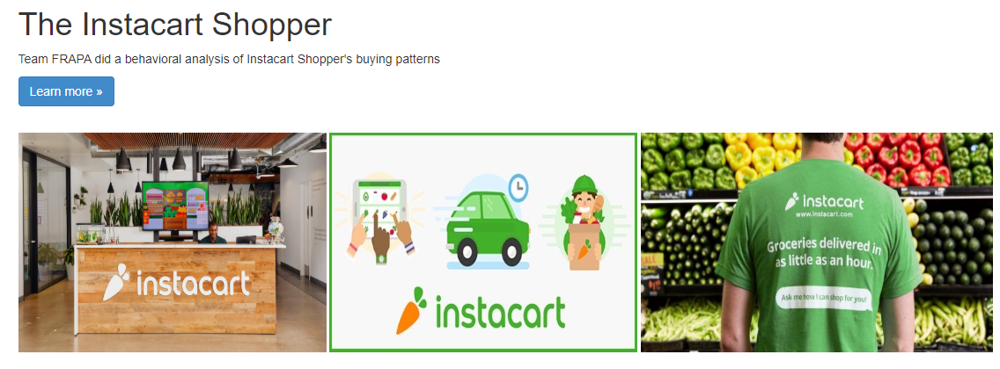 The Instacart Shopper
Team FRAPA did a behavioral analysis of Instacart Shopper's buying patterns
Learn more »
instacart
instacart
instacart
www.instacart.com
Groceries delivered in
as little as an hour.
Ask me how I can shop for you!
SALE